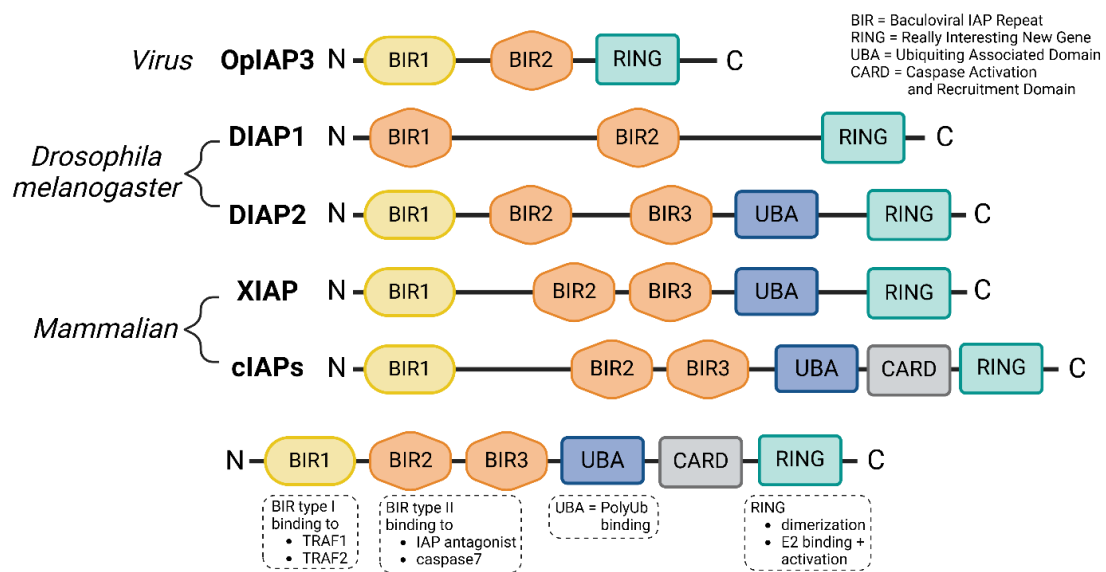 BIR = Baculoviral IAP Repeat
RING = Really Interesting New Gene
UBA = Ubiquiting Associated Domain
CARD = Caspase Activation
and Recruitment Domain
Virus OpIAP3 N BIR1 BIR2 RING C
Drosophila
melanogaster
DIAP1 N BIR1 BIR2 RING C
DIAP2 N BIR1 BIR2 BIR3 UBA RING C
Mammalian
XIAP N BIR1 BIR2 BIR3 UBA RING C
cIAPs N BIR1 BIR2 BIR3 UBA CARD RING C
N BIR1 BIR2 BIR3 UBA CARD RING C
BIR type I
binding to
• TRAF1
• TRAF2
BIR type II
binding to
• IAP antagonist
• caspase7
UBA = PolyUb
binding
RING
• dimerization
• E2 binding +
activation